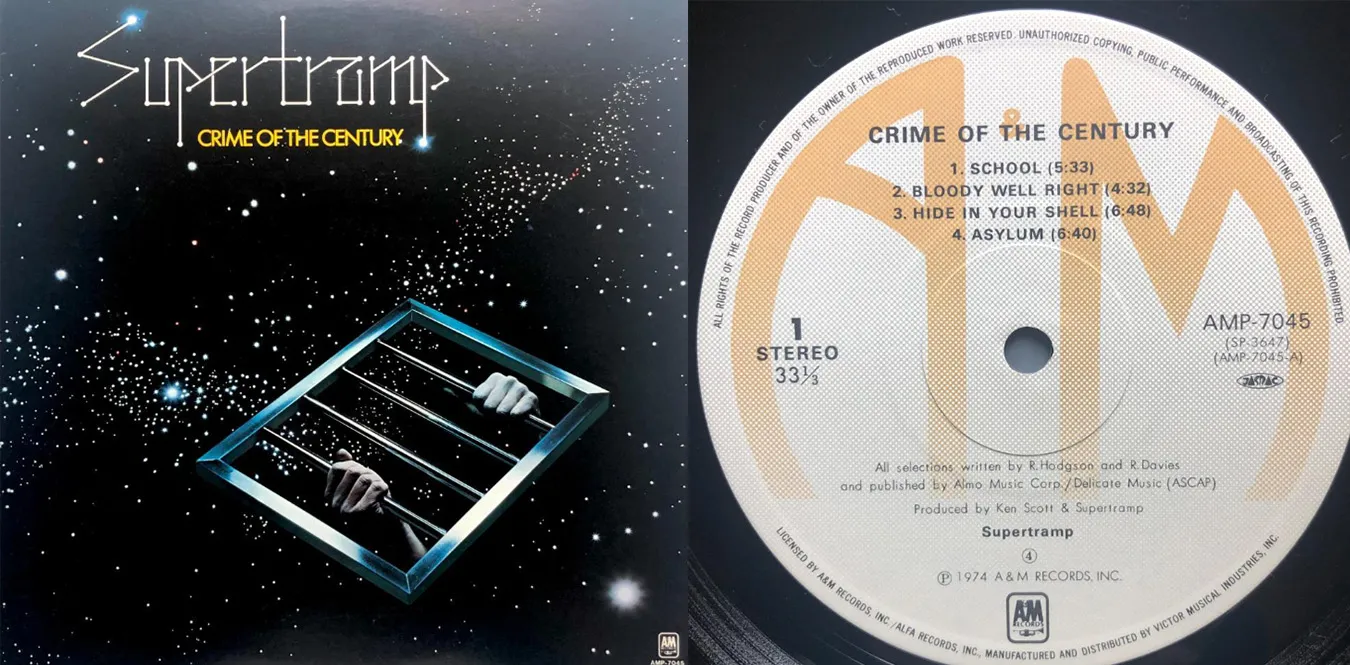 Supertramp
CRIME OF THE CENTURY
A&M
RECORDS
AMP-7045
ALL RIGHTS OF THE RECORD PRODUCER AND OF THE OWNER OF THE REPRODUCED WORK RESERVED. UNAUTHORIZED COPYING, PUBLIC PERFORMANCE AND BROADCASTING OF THIS RECORDING PROHIBITED
A&M
CRIME OF THE CENTURY
1. SCHOOL (5:33)
2. BLOODY WELL RIGHT (4:32)
3. HIDE IN YOUR SHELL (6:48)
4. ASYLUM (6:40)
1
STEREO
33⅓
AMP-7045
(SP-3647)
(AMP-7045-A)
JASRAC
All selections written by R.Hodgson and R.Davies
and published by Almo Music Corp./Delicate Music (ASCAP)
Produced by Ken Scott & Supertramp
Supertramp
④
Ⓟ 1974 A&M RECORDS, INC.
A&M
RECORDS
LICENSED BY A&M RECORDS, INC./ALFA RECORDS, INC., MANUFACTURED AND DISTRIBUTED BY VICTOR MUSICAL INDUSTRIES, INC.